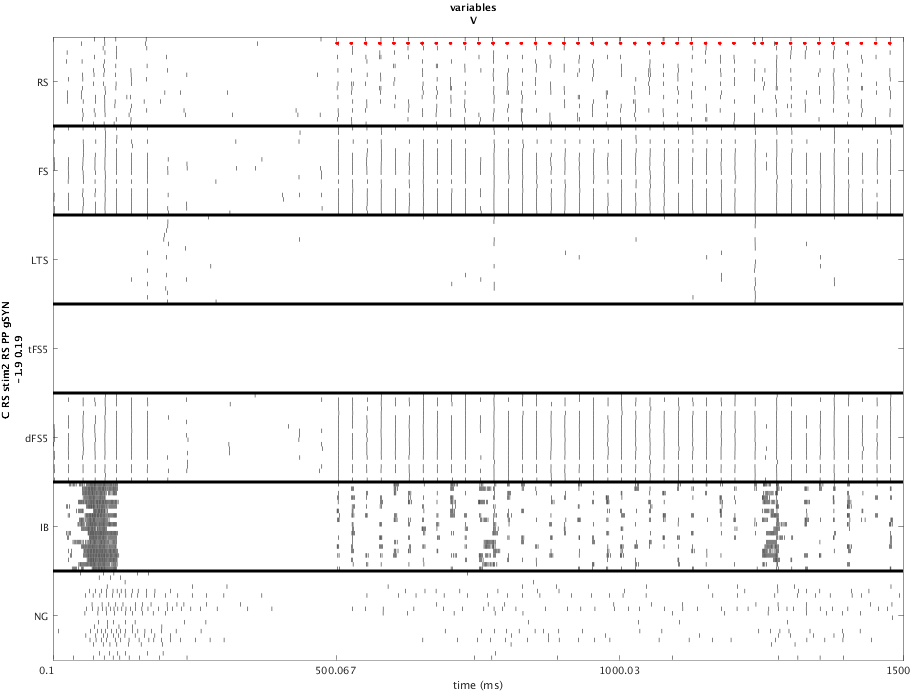 variables
V
RS
FS
LTS
tFS5
dFS5
IB
NG
C RS stim2 RS PP gSYN
-1.9 0.19
0.1
500.067
1000.03
1500
time (ms)